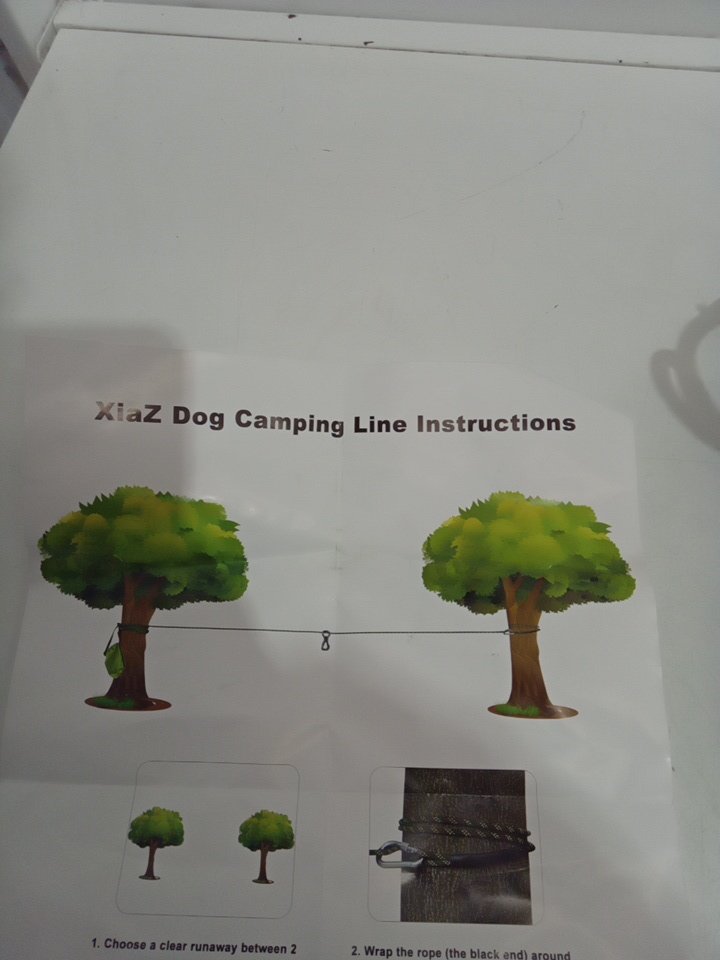 XiaZ Dog Camping Line Instructions
1. Choose a clear runaway between 2
2. Wrap the rope (the black end) around